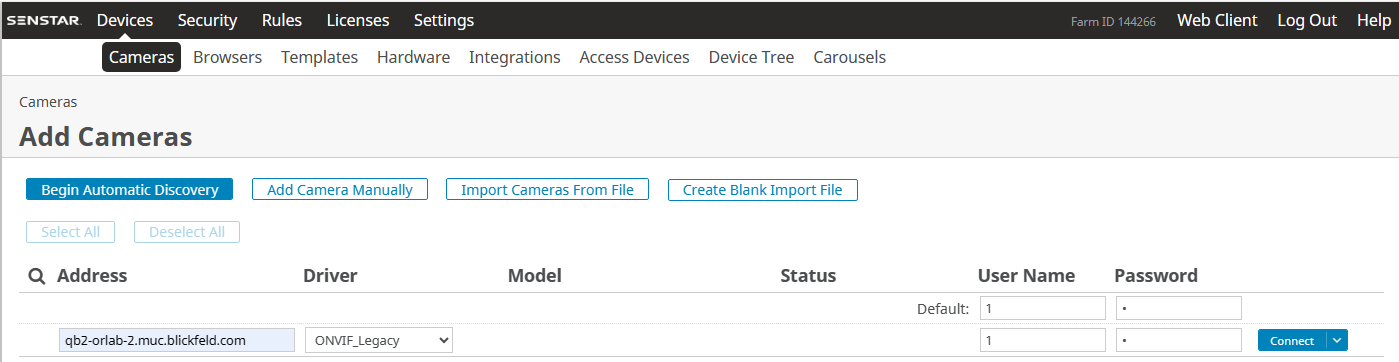 SENSTAR Devices Security Rules Licenses Settings Farm ID 144266 Web Client Log Out Help
Cameras Browsers Templates Hardware Integrations Access Devices Device Tree Carousels
Cameras
Add Cameras
Begin Automatic Discovery Add Camera Manually Import Cameras From File Create Blank Import File
Select All Deselect All
Address Driver Model Status User Name Password
Default: 1 •
qb2-orlab-2.muc.blickfeld.com ONVIF_Legacy 1 • Connect